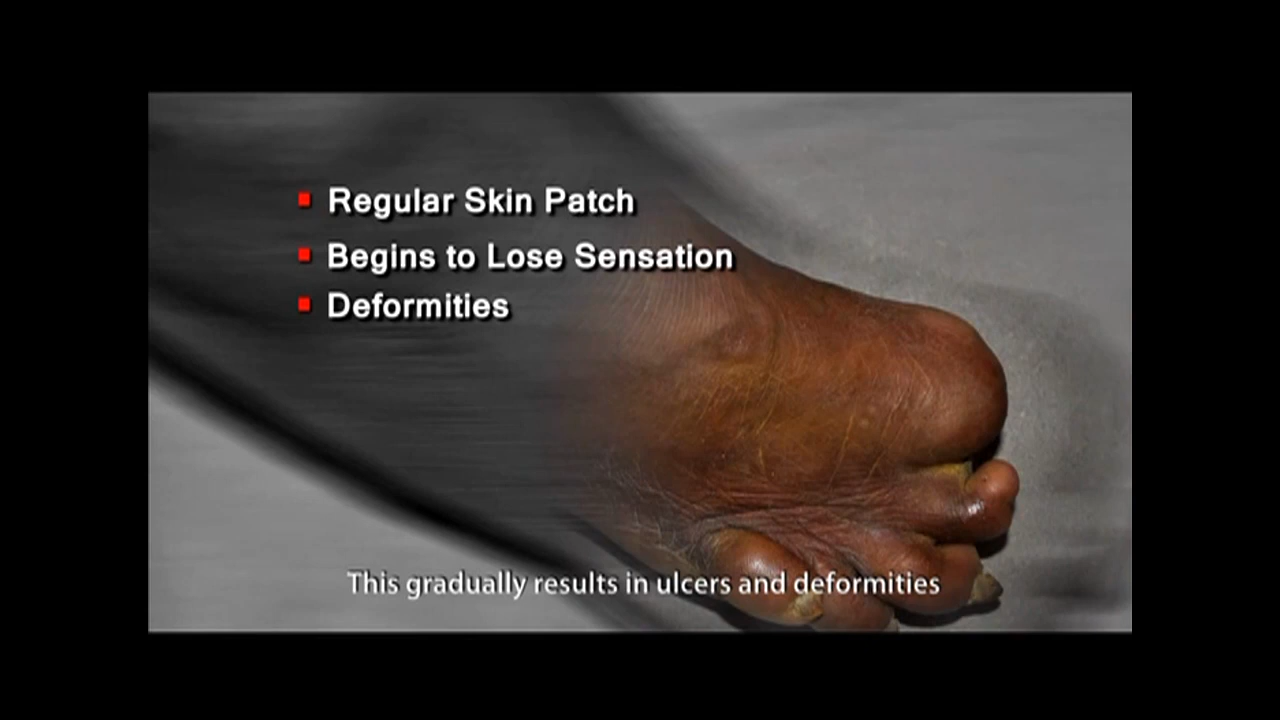 Regular Skin Patch
Begins to Lose Sensation
Deformities
This gradually results in ulcers and deformities